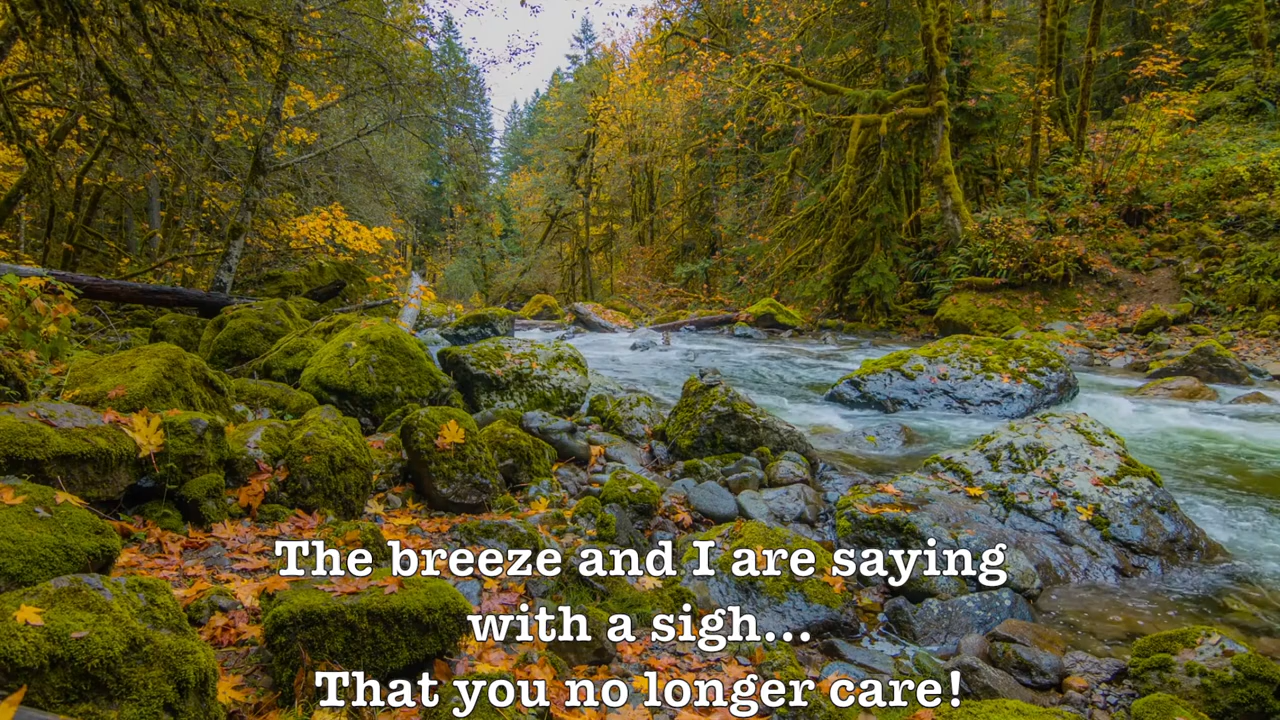 The breeze and I are saying
with a sigh...
That you no longer care!